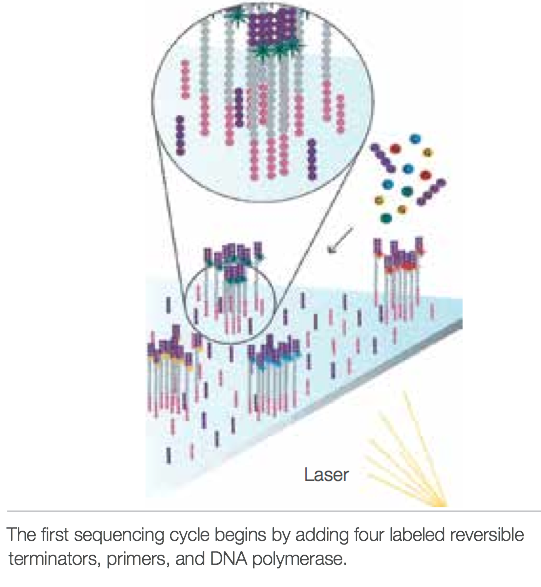 Laser
The first sequencing cycle begins by adding four labeled reversible
terminators, primers, and DNA polymerase.